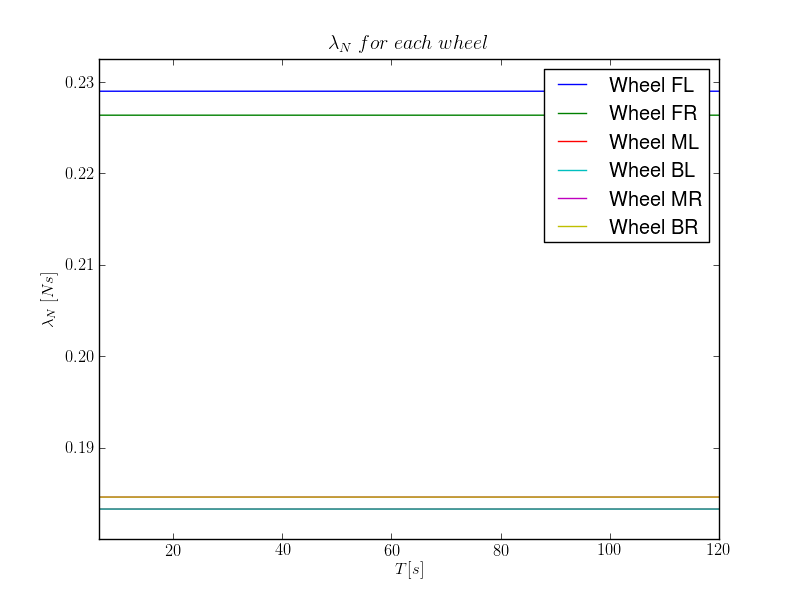 λN for each wheel
0.23
0.22
0.21
0.20
0.19
λN [Ns]
Wheel FL
Wheel FR
Wheel ML
Wheel BL
Wheel MR
Wheel BR
20 40 60 80 100 120
T[s]